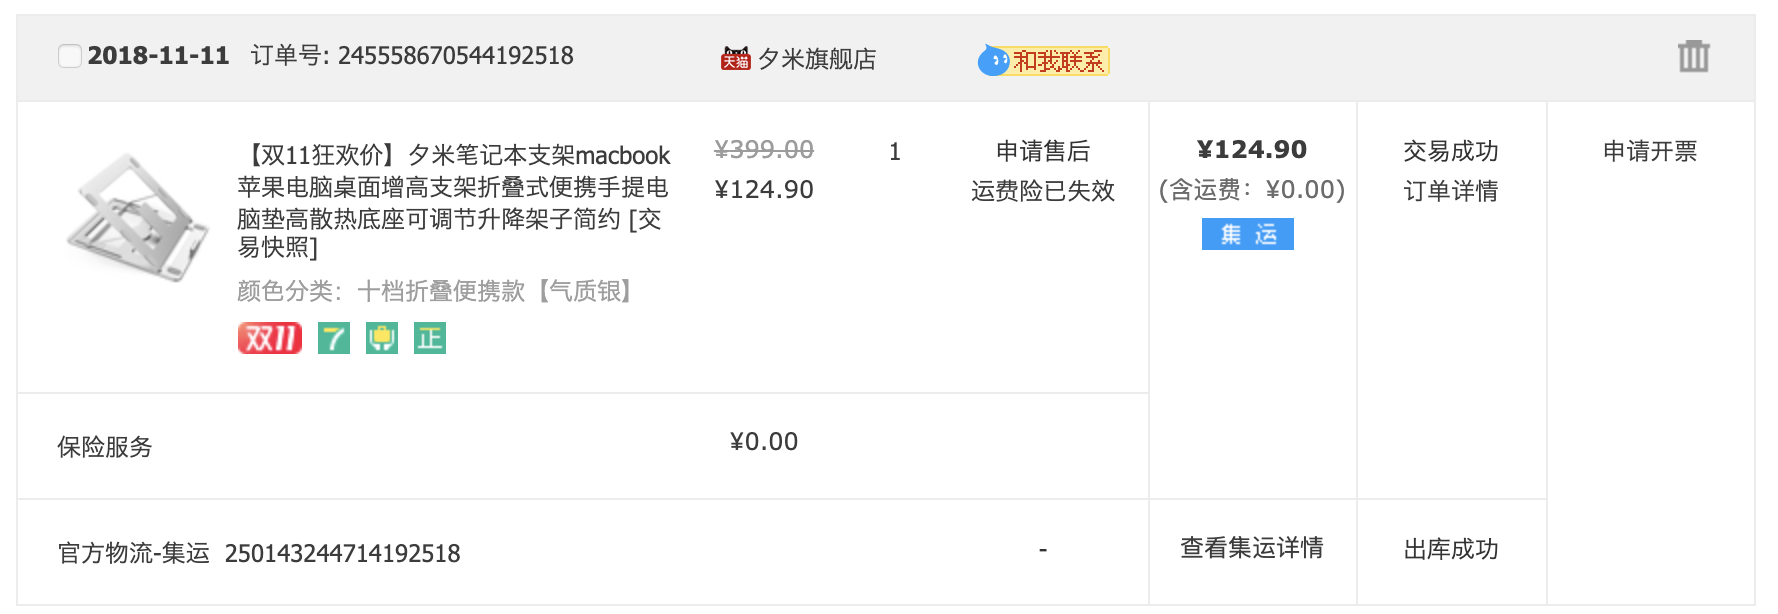 2018-11-11 订单号: 245558670544192518 天猫 夕米旗舰店 和我联系
【双11狂欢价】夕米笔记本支架macbook
苹果电脑桌面增高支架折叠式便携手提电
脑垫高散热底座可调节升降架子简约 [交
易快照]
颜色分类：十档折叠便携款【气质银】
双11 7 正
¥399.00
¥124.90
1
申请售后
运费险已失效
¥124.90
(含运费：¥0.00)
集 运
交易成功
订单详情
申请开票
保险服务 ¥0.00
官方物流-集运 250143244714192518 - 查看集运详情 出库成功